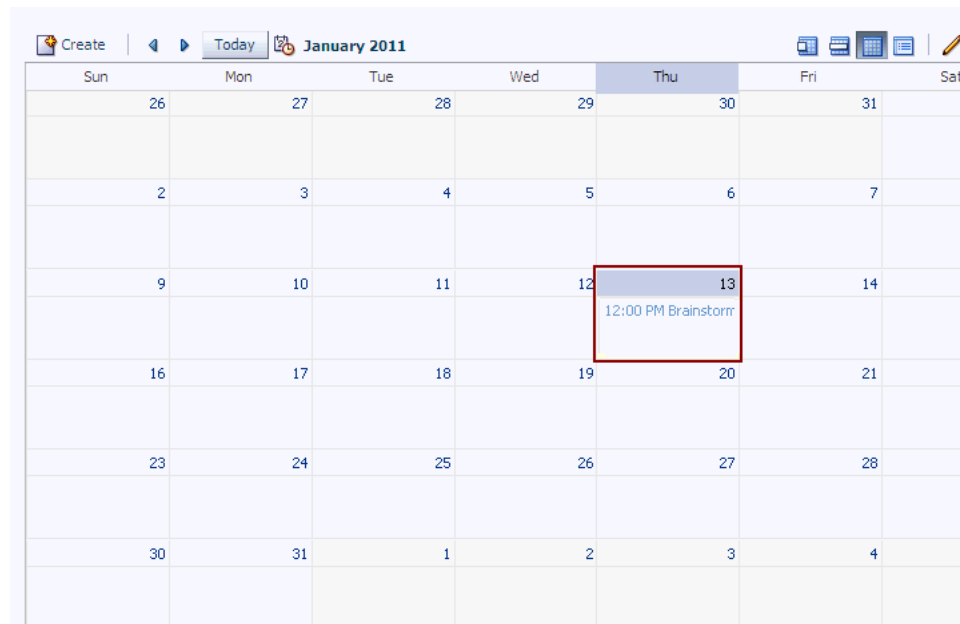 Create Today January 2011
Sun Mon Tue Wed Thu Fri Sat
26 27 28 29 30 31
2 3 4 5 6 7
9 10 11 12 13 14
12:00 PM Brainstorm
16 17 18 19 20 21
23 24 25 26 27 28
30 31 1 2 3 4